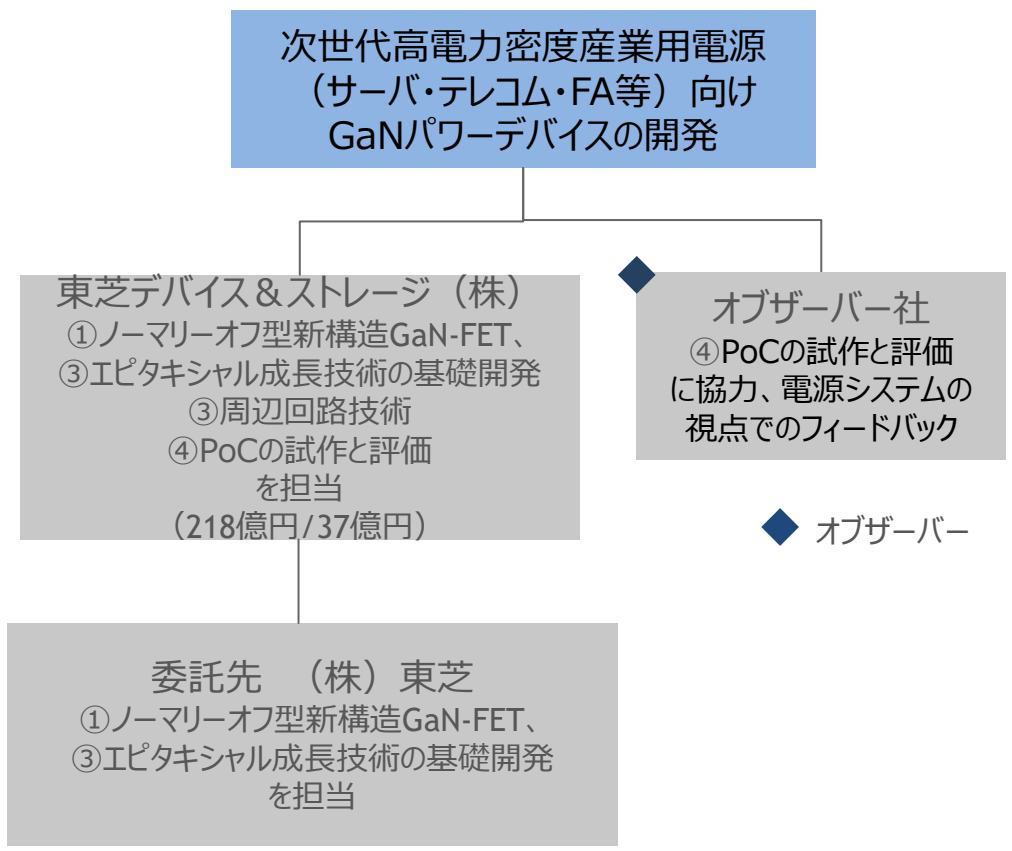 次世代高電力密度産業用電源
（サーバ・テレコム・FA等）向け
GaNパワーデバイスの開発
東芝デバイス＆ストレージ（株）
①ノーマリーオフ型新構造GaN-FET、
③エピタキシャル成長技術の基礎開発
③周辺回路技術
④PoCの試作と評価
を担当
（218億円/37億円）
オブザーバー社
④PoCの試作と評価
に協力、電源システムの
視点でのフィードバック
オブザーバー
委託先　（株）東芝
①ノーマリーオフ型新構造GaN-FET、
③エピタキシャル成長技術の基礎開発
を担当